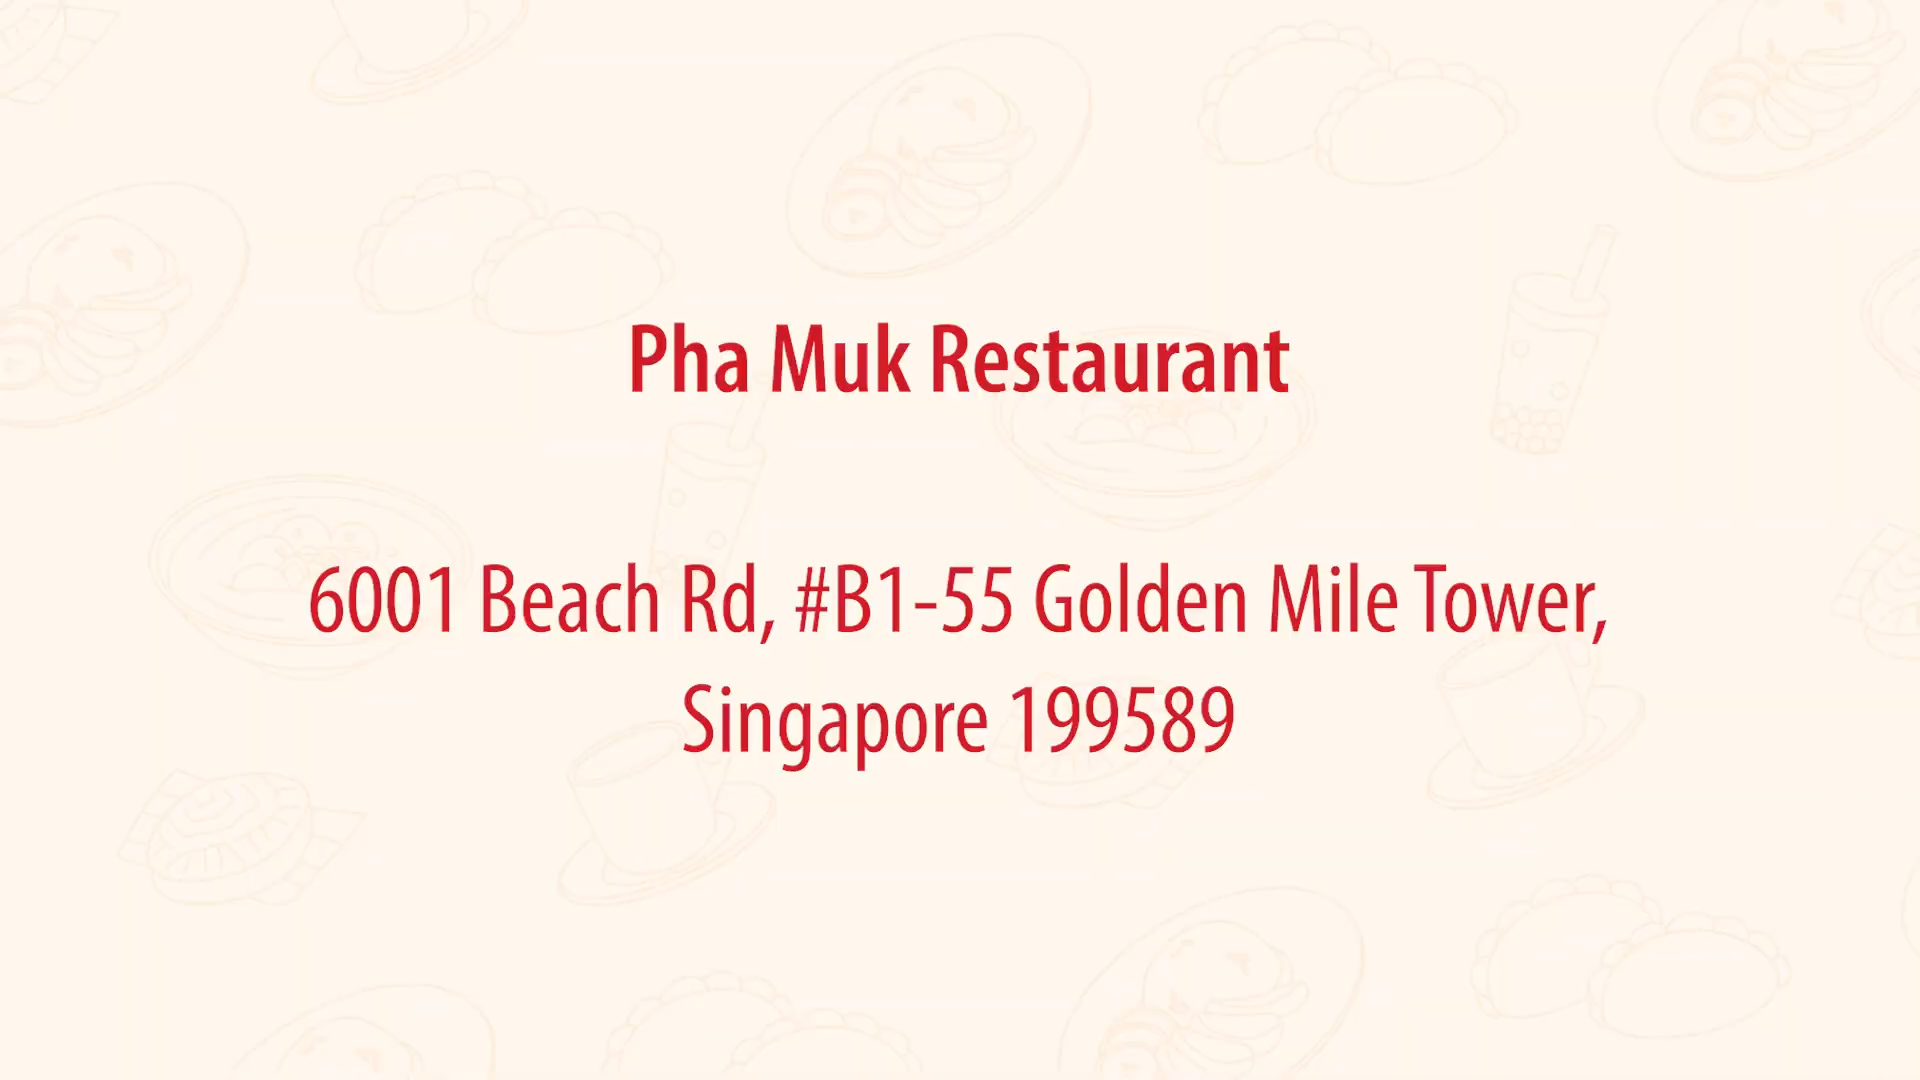 Pha Muk Restaurant
6001 Beach Rd, #B1-55 Golden Mile Tower,
Singapore 199589